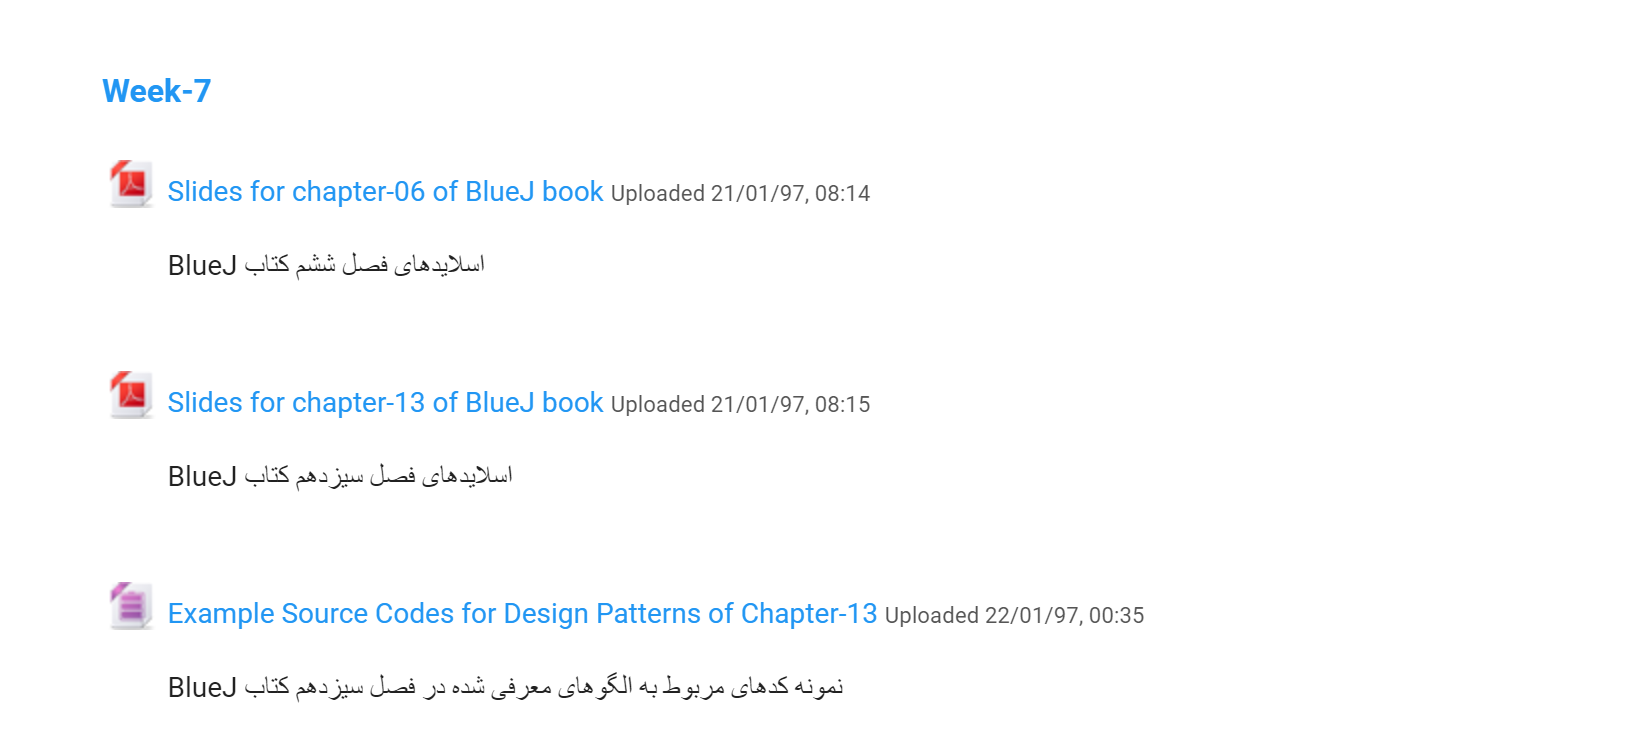 Week-7
Slides for chapter-06 of BlueJ book Uploaded 21/01/97, 08:14
اسلایدهای فصل ششم کتاب BlueJ
Slides for chapter-13 of BlueJ book Uploaded 21/01/97, 08:15
اسلایدهای فصل سیزدهم کتاب BlueJ
Example Source Codes for Design Patterns of Chapter-13 Uploaded 22/01/97, 00:35
نمونه کدهای مربوط به الگوهای معرفی شده در فصل سیزدهم کتاب BlueJ